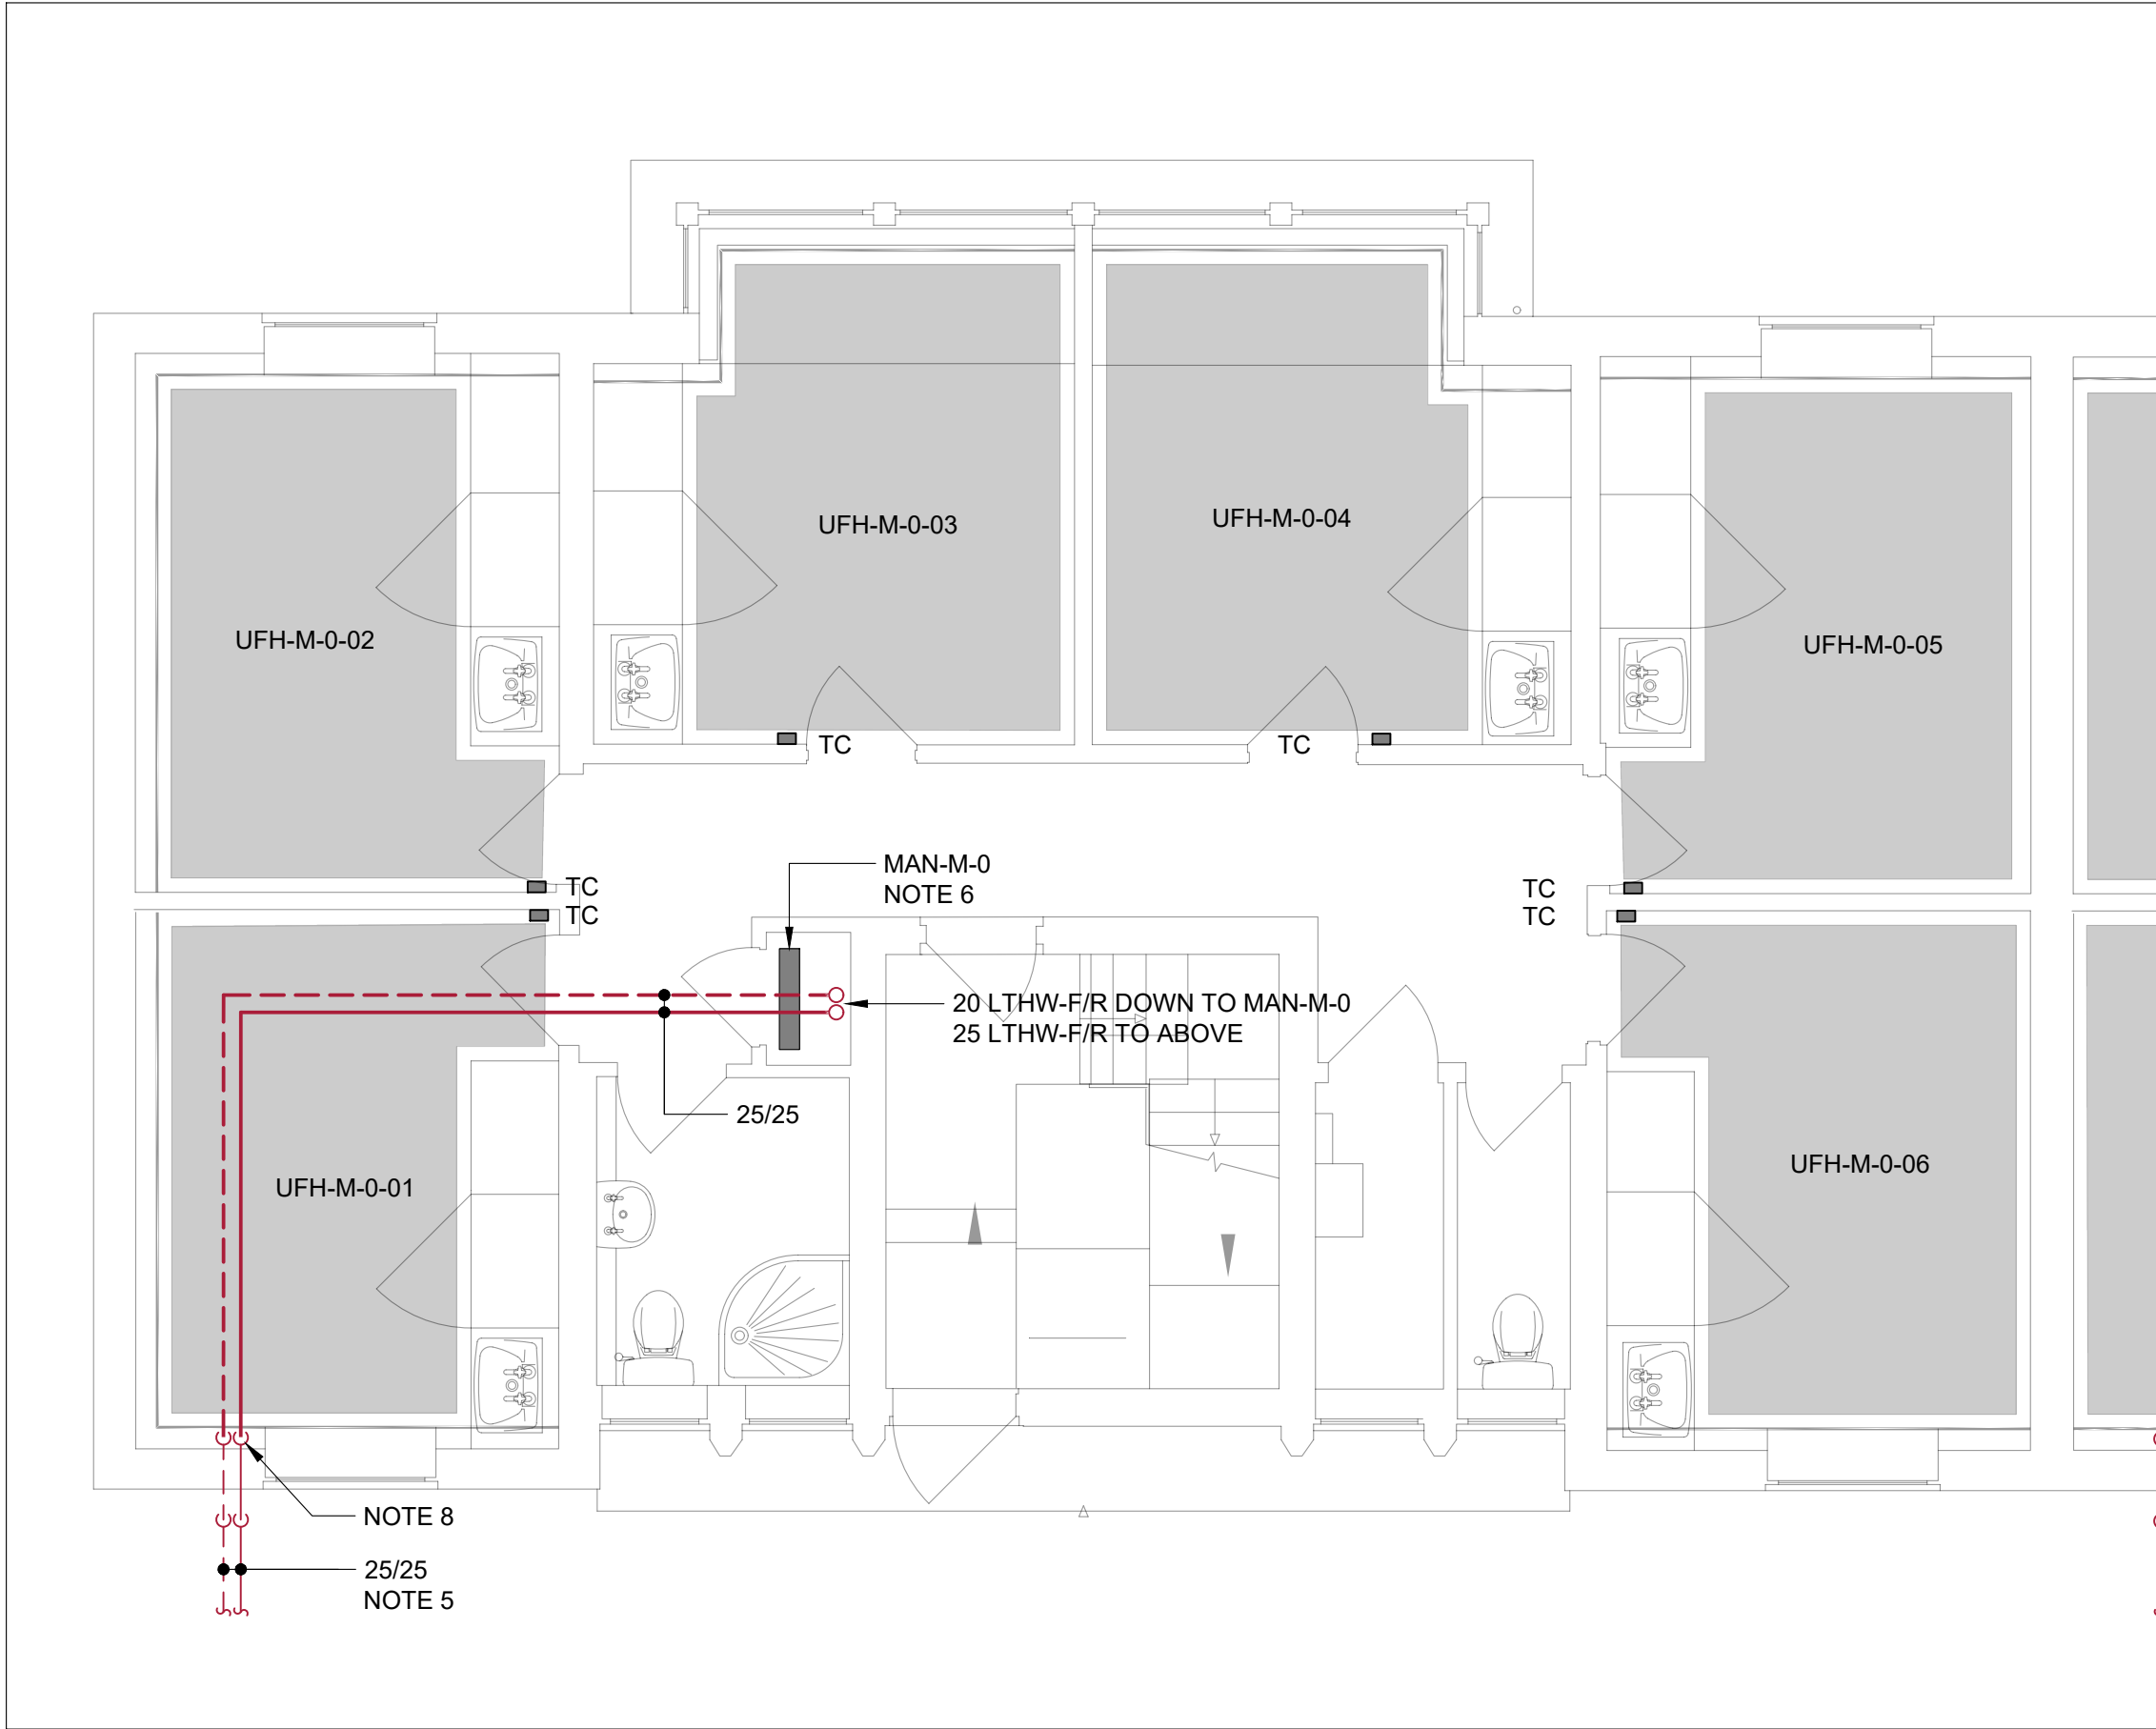 UFH-M-0-03
UFH-M-0-04
UFH-M-0-02
UFH-M-0-05
TC
TC
MAN-M-0
NOTE 6
TC
TC
TC
TC
20 LTHW-F/R DOWN TO MAN-M-0
25 LTHW-F/R TO ABOVE
25/25
UFH-M-0-01
UFH-M-0-06
NOTE 8
25/25
NOTE 5